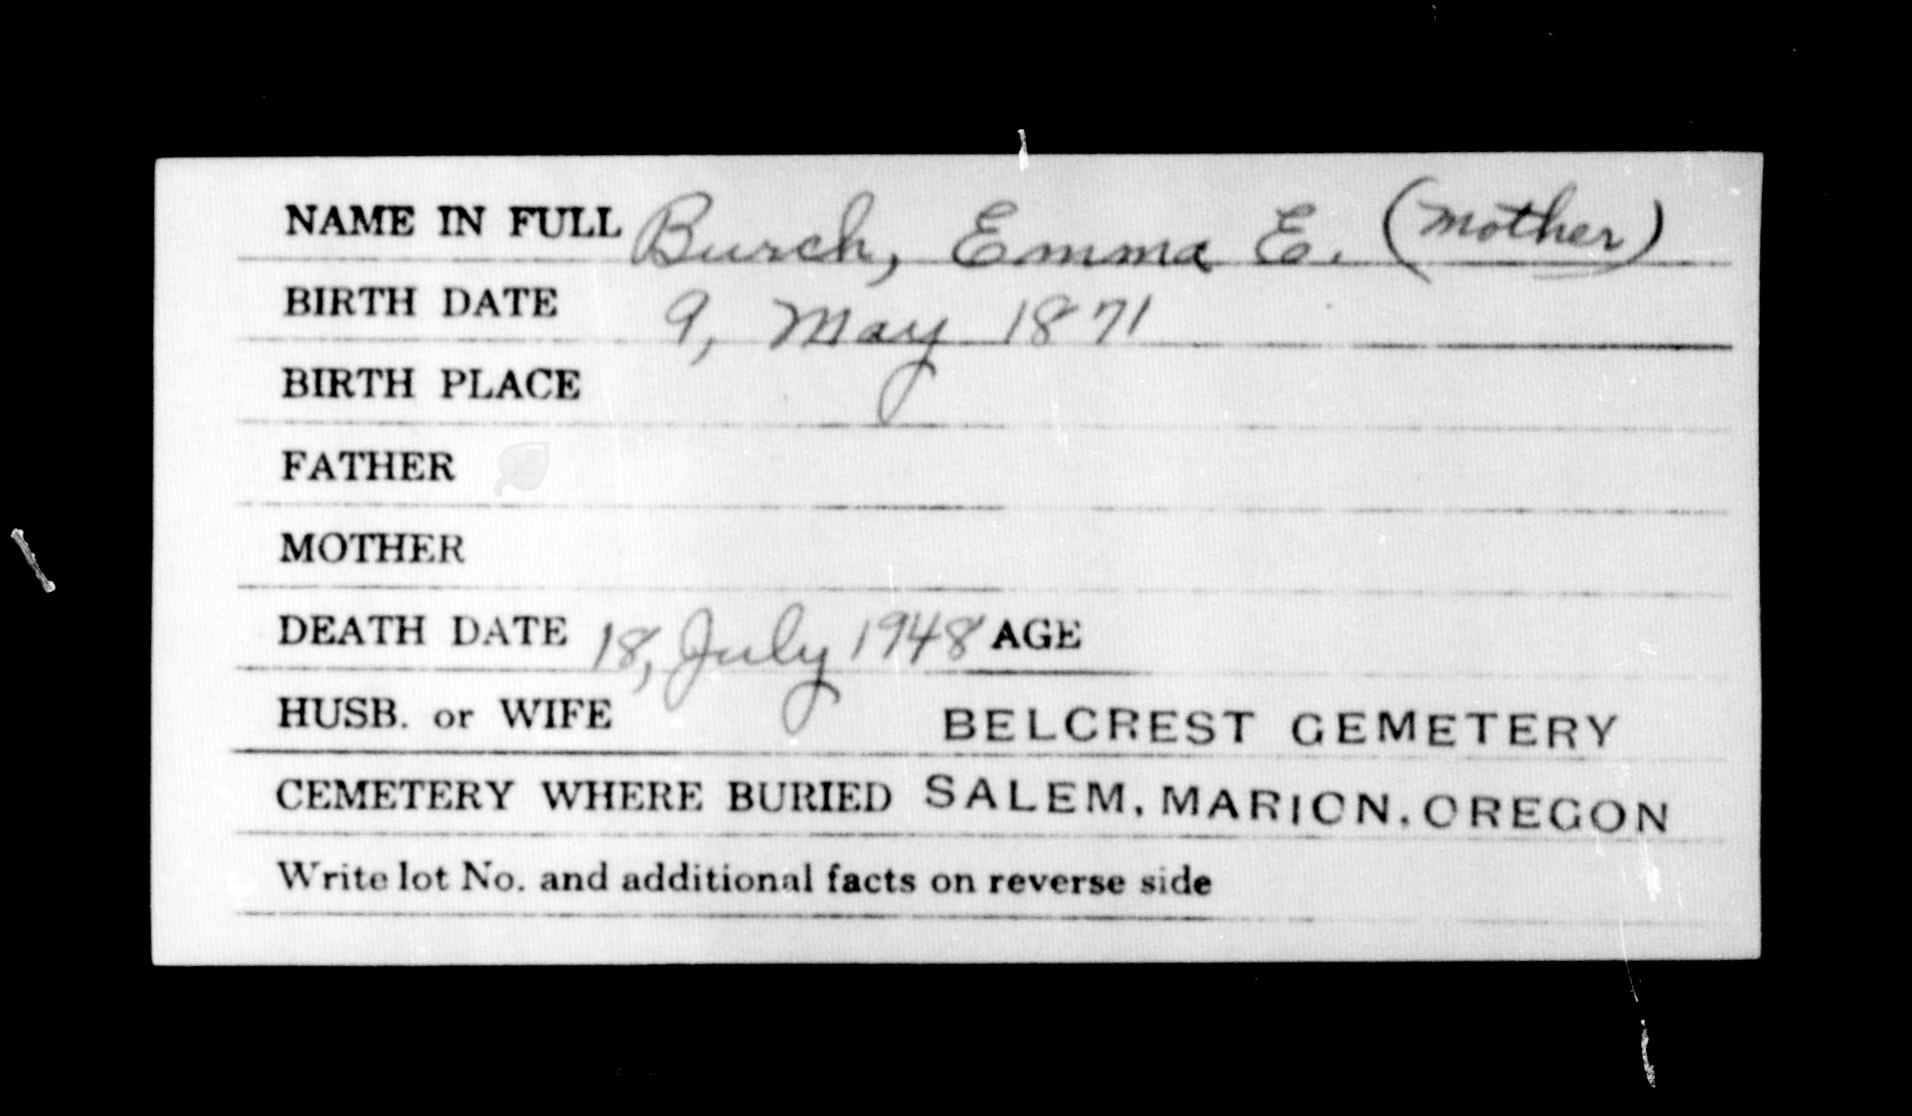 NAME IN FULL Burch, Emma E. (Mother)
BIRTH DATE 9, May 1871
BIRTH PLACE
FATHER
MOTHER
DEATH DATE 18, July 1948 AGE
HUSB. or WIFE BELCREST CEMETERY
CEMETERY WHERE BURIED SALEM, MARION, OREGON
Write lot No. and additional facts on reverse side